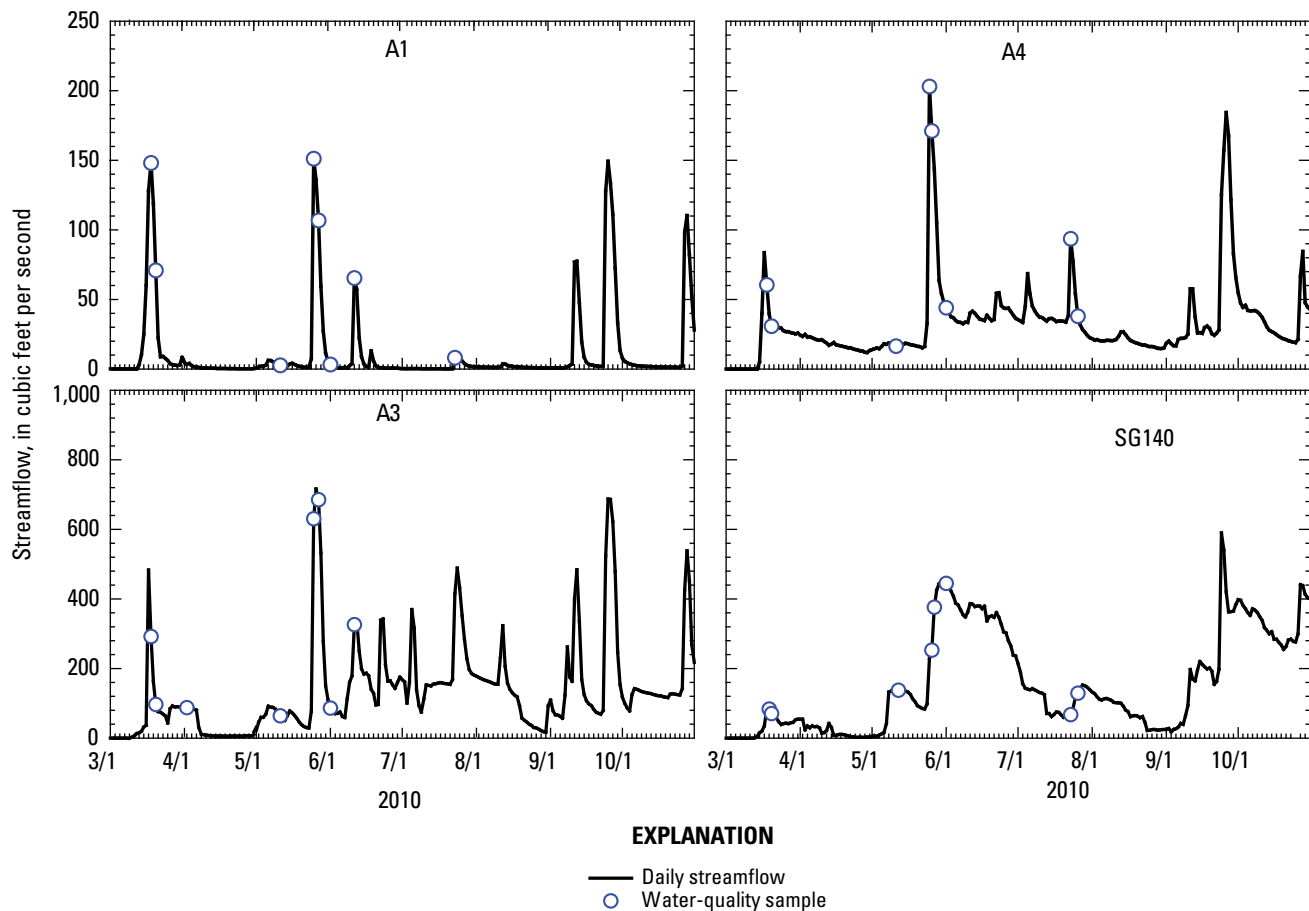 A1
A4
250
200
150
100
50
0
Streamflow, in cubic feet per second
A3
SG140
1,000
800
600
400
200
0
3/1 4/1 5/1 6/1 7/1 8/1 9/1 10/1
3/1 4/1 5/1 6/1 7/1 8/1 9/1 10/1
2010
2010
EXPLANATION
Daily streamflow
Water-quality sample